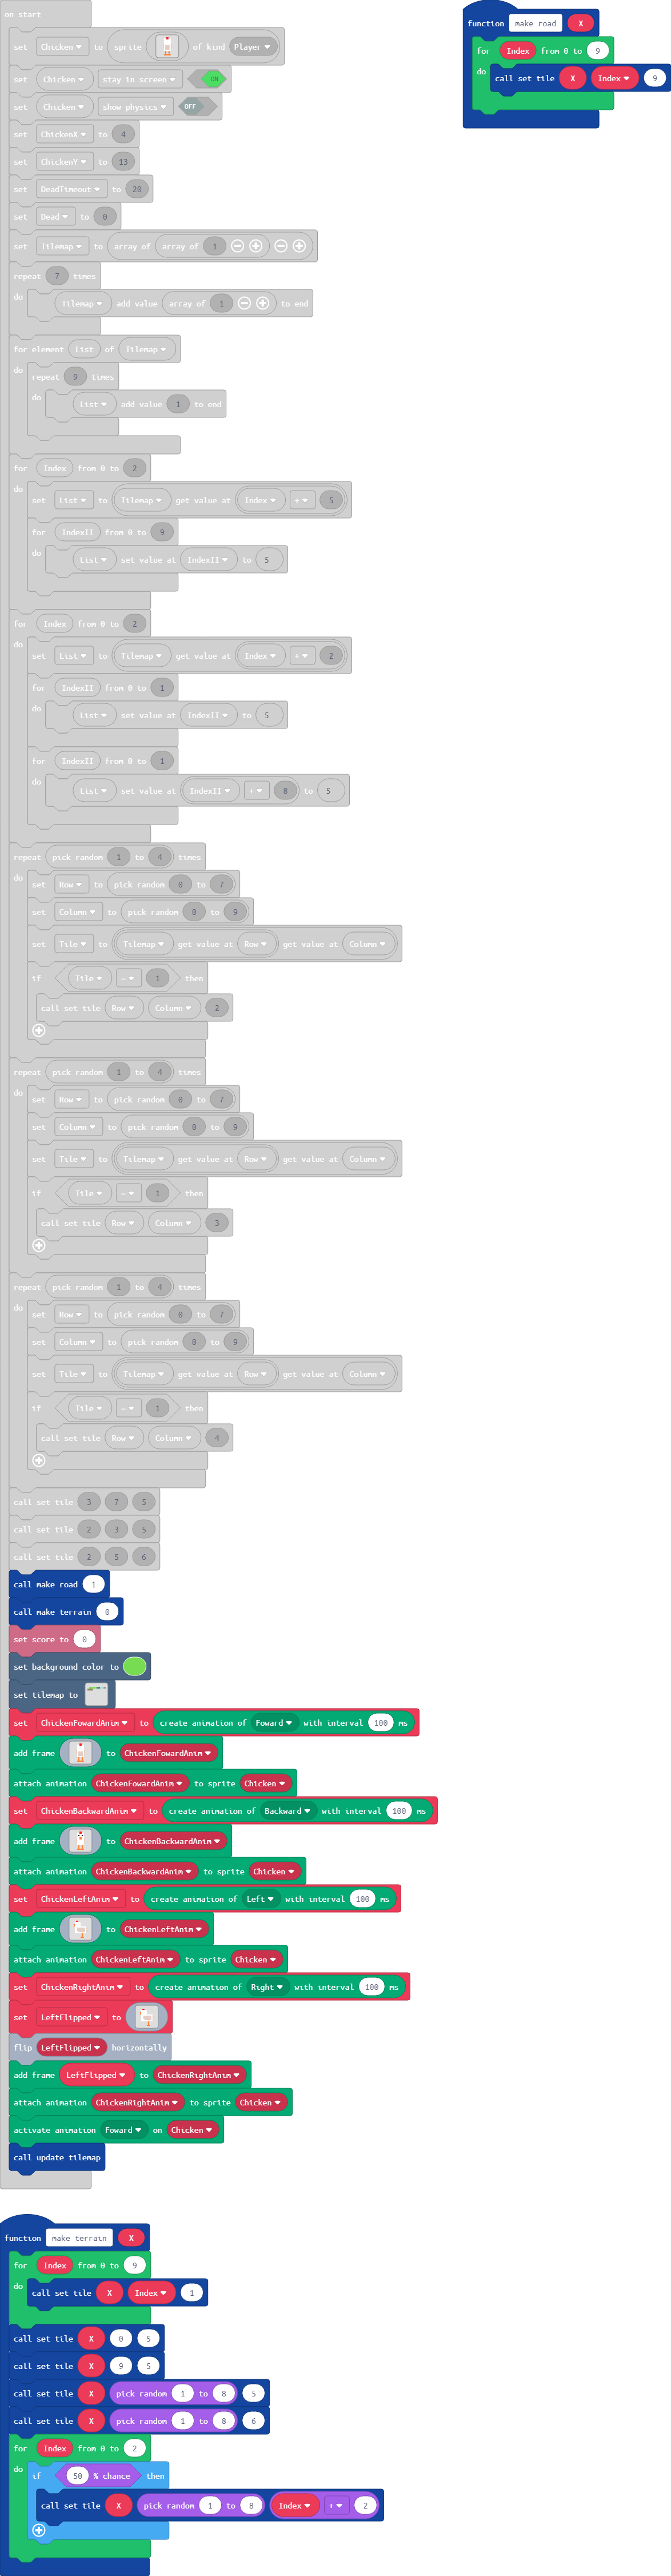 on start
set Chicken to sprite of kind Player
set Chicken stay in screen ON
set Chicken show physics OFF
set ChickenX to 4
set ChickenY to 13
set DeadTimeout to 20
set Dead to 0
set Tilemap to array of array of 1
repeat 7 times
do Tilemap add value array of 1 to end
for element List of Tilemap
do repeat 9 times
do List add value 1 to end
for Index from 0 to 2
do set List to Tilemap get value at Index + 5
for IndexII from 0 to 9
do List set value at IndexII to 5
for Index from 0 to 2
do set List to Tilemap get value at Index + 2
for IndexII from 0 to 1
do List set value at IndexII to 5
for IndexII from 0 to 1
do List set value at IndexII + 8 to 5
repeat pick random 1 to 4 times
do set Row to pick random 0 to 7
set Column to pick random 0 to 9
set Tile to Tilemap get value at Row get value at Column
if Tile = 1 then
call set tile Row Column 2
repeat pick random 1 to 4 times
do set Row to pick random 0 to 7
set Column to pick random 0 to 9
set Tile to Tilemap get value at Row get value at Column
if Tile = 1 then
call set tile Row Column 3
repeat pick random 1 to 4 times
do set Row to pick random 0 to 7
set Column to pick random 0 to 9
set Tile to Tilemap get value at Row get value at Column
if Tile = 1 then
call set tile Row Column 4
call set tile 3 7 5
call set tile 2 3 5
call set tile 2 5 6
call make road 1
call make terrain 0
set score to 0
set background color to
set tilemap to
set ChickenFowardAnim to create animation of Foward with interval 100 ms
add frame to ChickenFowardAnim
attach animation ChickenFowardAnim to sprite Chicken
set ChickenBackwardAnim to create animation of Backward with interval 100 ms
add frame to ChickenBackwardAnim
attach animation ChickenBackwardAnim to sprite Chicken
set ChickenLeftAnim to create animation of Left with interval 100 ms
add frame to ChickenLeftAnim
attach animation ChickenLeftAnim to sprite Chicken
set ChickenRightAnim to create animation of Right with interval 100 ms
set LeftFlipped to
flip LeftFlipped horizontally
add frame LeftFlipped to ChickenRightAnim
attach animation ChickenRightAnim to sprite Chicken
activate animation Foward on Chicken
call update tilemap
function make road X
for Index from 0 to 9
do call set tile X Index 9
function make terrain X
for Index from 0 to 9
do call set tile X Index 1
call set tile X 0 5
call set tile X 9 5
call set tile X pick random 1 to 8 5
call set tile X pick random 1 to 8 6
for Index from 0 to 2
do if 50 % chance then
call set tile X pick random 1 to 8 Index + 2